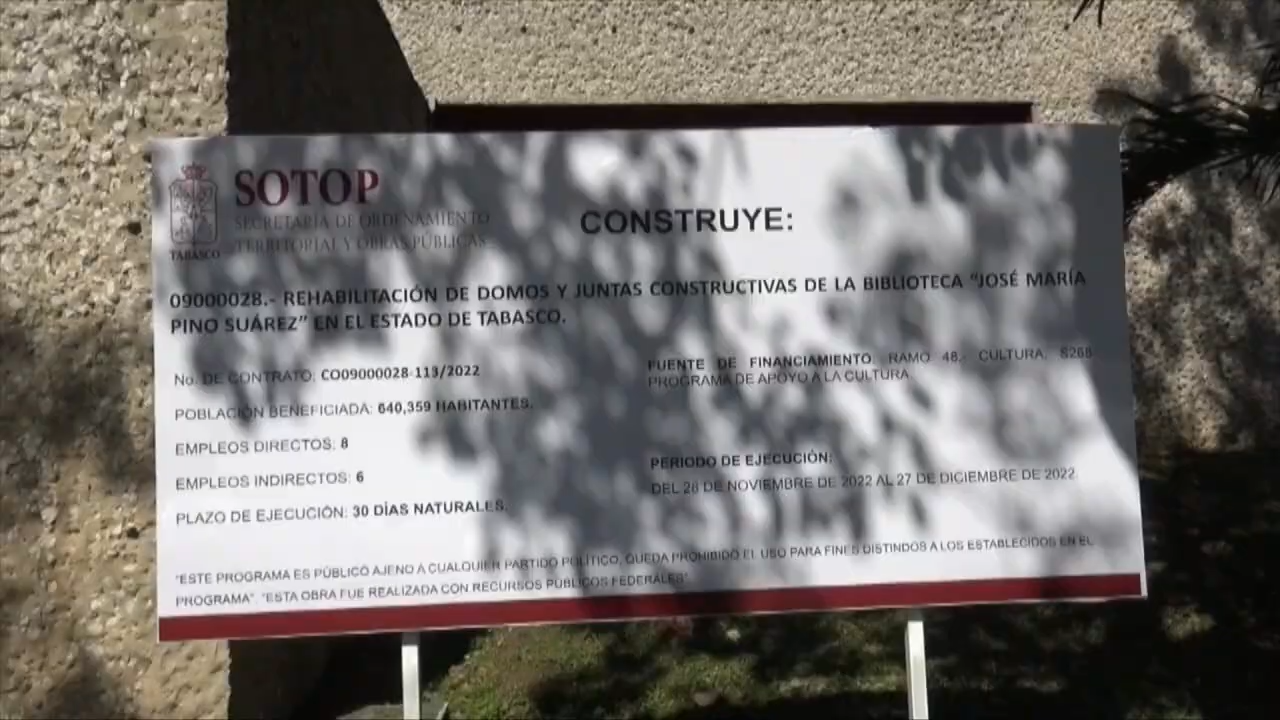 SOTOP
SECRETARÍA DE ORDENAMIENTO
TERRITORIAL Y OBRAS PÚBLICAS
TABASCO
CONSTRUYE:
09000028.- REHABILITACIÓN DE DOMOS Y JUNTAS CONSTRUCTIVAS DE LA BIBLIOTECA “JOSÉ MARÍA
PINO SUÁREZ” EN EL ESTADO DE TABASCO.
No. DE CONTRATO: CO09000028-113/2022
POBLACIÓN BENEFICIADA: 640,359 HABITANTES.
EMPLEOS DIRECTOS: 8
EMPLEOS INDIRECTOS: 6
PLAZO DE EJECUCIÓN: 30 DÍAS NATURALES.
FUENTE DE FINANCIAMIENTO: RAMO 48.- CULTURA, S268
PROGRAMA DE APOYO A LA CULTURA.
PERIODO DE EJECUCIÓN:
DEL 28 DE NOVIEMBRE DE 2022 AL 27 DE DICIEMBRE DE 2022.
“ESTE PROGRAMA ES PÚBLICO AJENO A CUALQUIER PARTIDO POLÍTICO, QUEDA PROHIBIDO EL USO PARA FINES DISTINDOS A LOS ESTABLECIDOS EN EL
PROGRAMA”. “ESTA OBRA FUE REALIZADA CON RECURSOS PÚBLICOS FEDERALES”